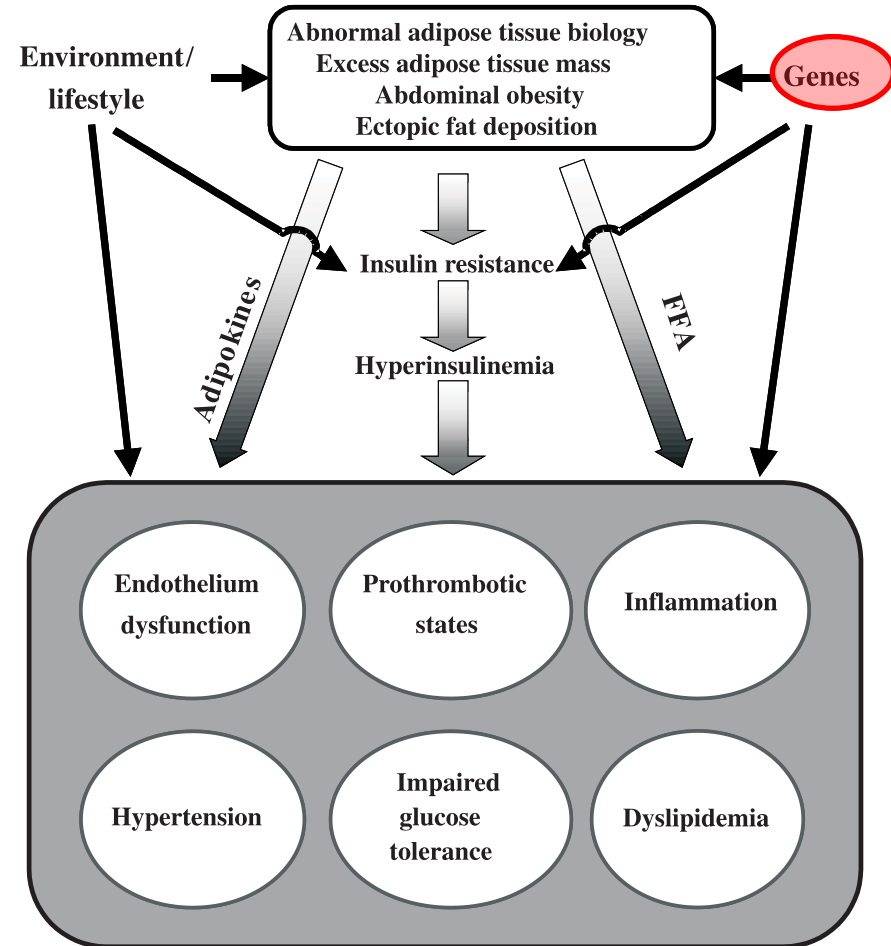 Environment/
lifestyle
Abnormal adipose tissue biology
Excess adipose tissue mass
Abdominal obesity
Ectopic fat deposition
Genes
Insulin resistance
Adipokines
FFA
Hyperinsulinemia
Endothelium
dysfunction
Prothrombotic
states
Inflammation
Hypertension
Impaired
glucose
tolerance
Dyslipidemia